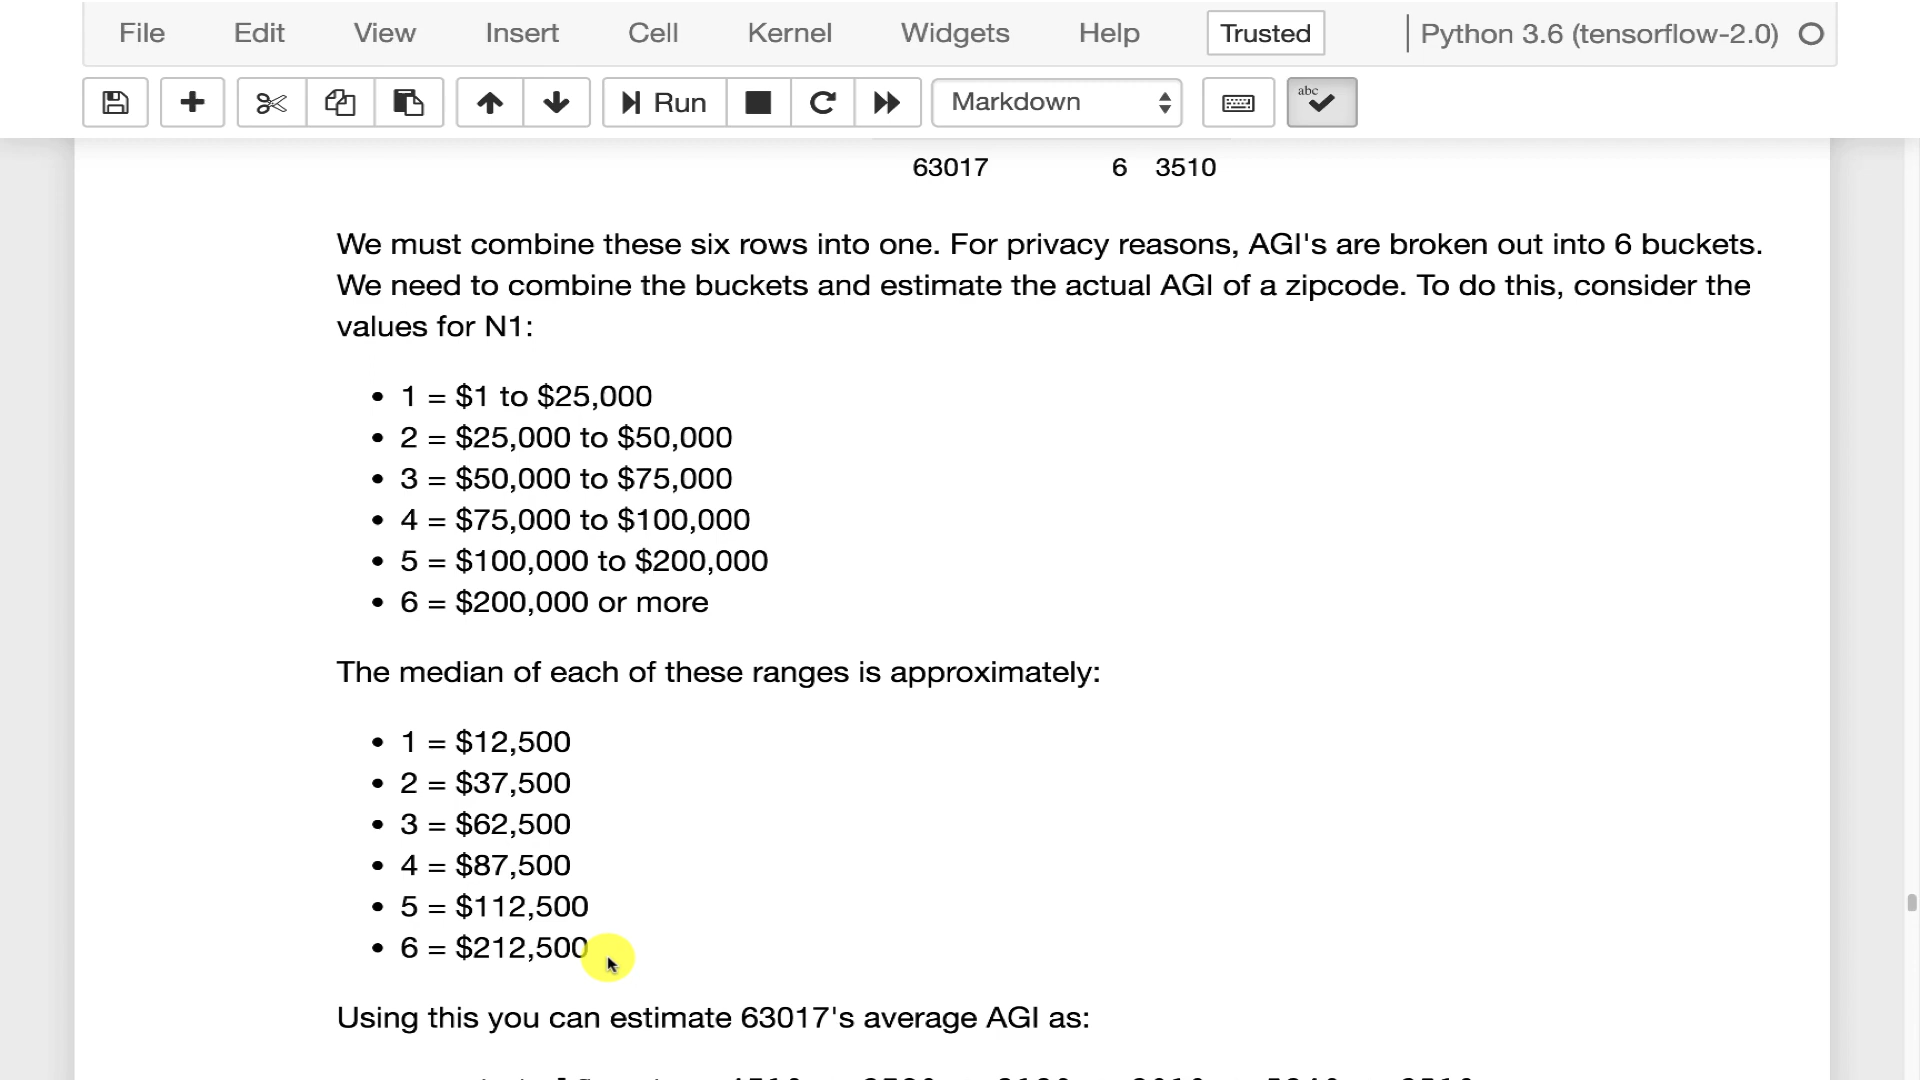 File Edit View Insert Cell Kernel Widgets Help Trusted Python 3.6 (tensorflow-2.0)
Run Markdown abc
63017 6 3510
We must combine these six rows into one. For privacy reasons, AGI's are broken out into 6 buckets.
We need to combine the buckets and estimate the actual AGI of a zipcode. To do this, consider the
values for N1:
• 1 = $1 to $25,000
• 2 = $25,000 to $50,000
• 3 = $50,000 to $75,000
• 4 = $75,000 to $100,000
• 5 = $100,000 to $200,000
• 6 = $200,000 or more
The median of each of these ranges is approximately:
• 1 = $12,500
• 2 = $37,500
• 3 = $62,500
• 4 = $87,500
• 5 = $112,500
• 6 = $212,500
Using this you can estimate 63017's average AGI as: